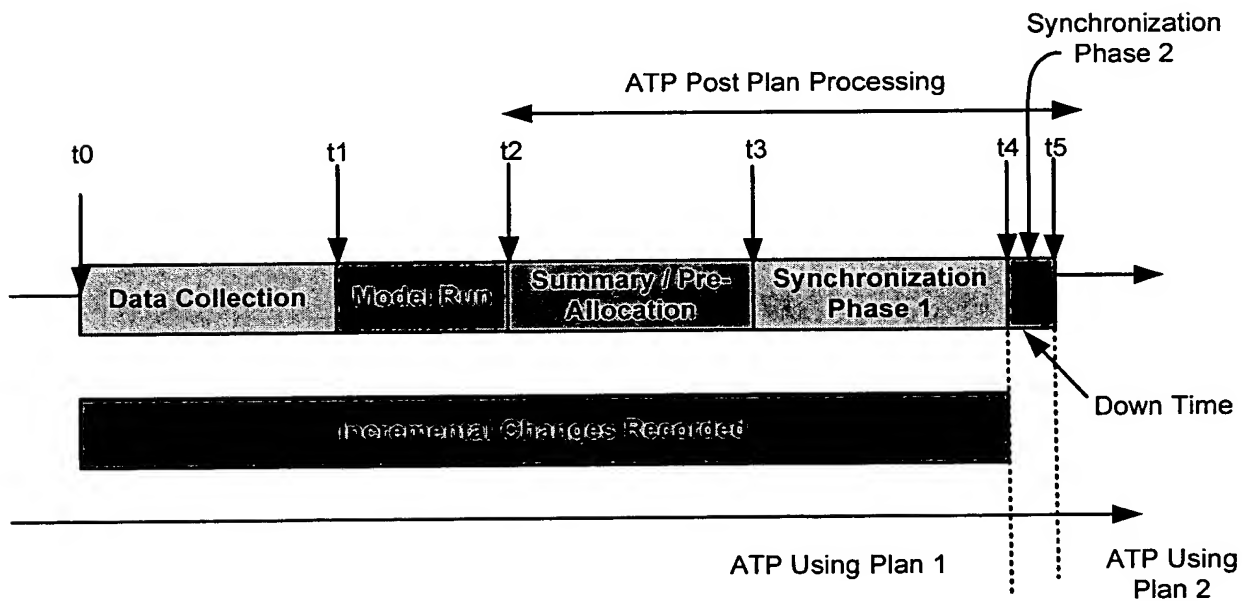 Synchronization
Phase 2
ATP Post Plan Processing
t0
t1
t2
t3
t4
t5
Data Collection
Model Run
Summary / Pre-
Allocation
Synchronization
Phase 1
Down Time
Incremental Changes Recorded
ATP Using Plan 1
ATP Using
Plan 2